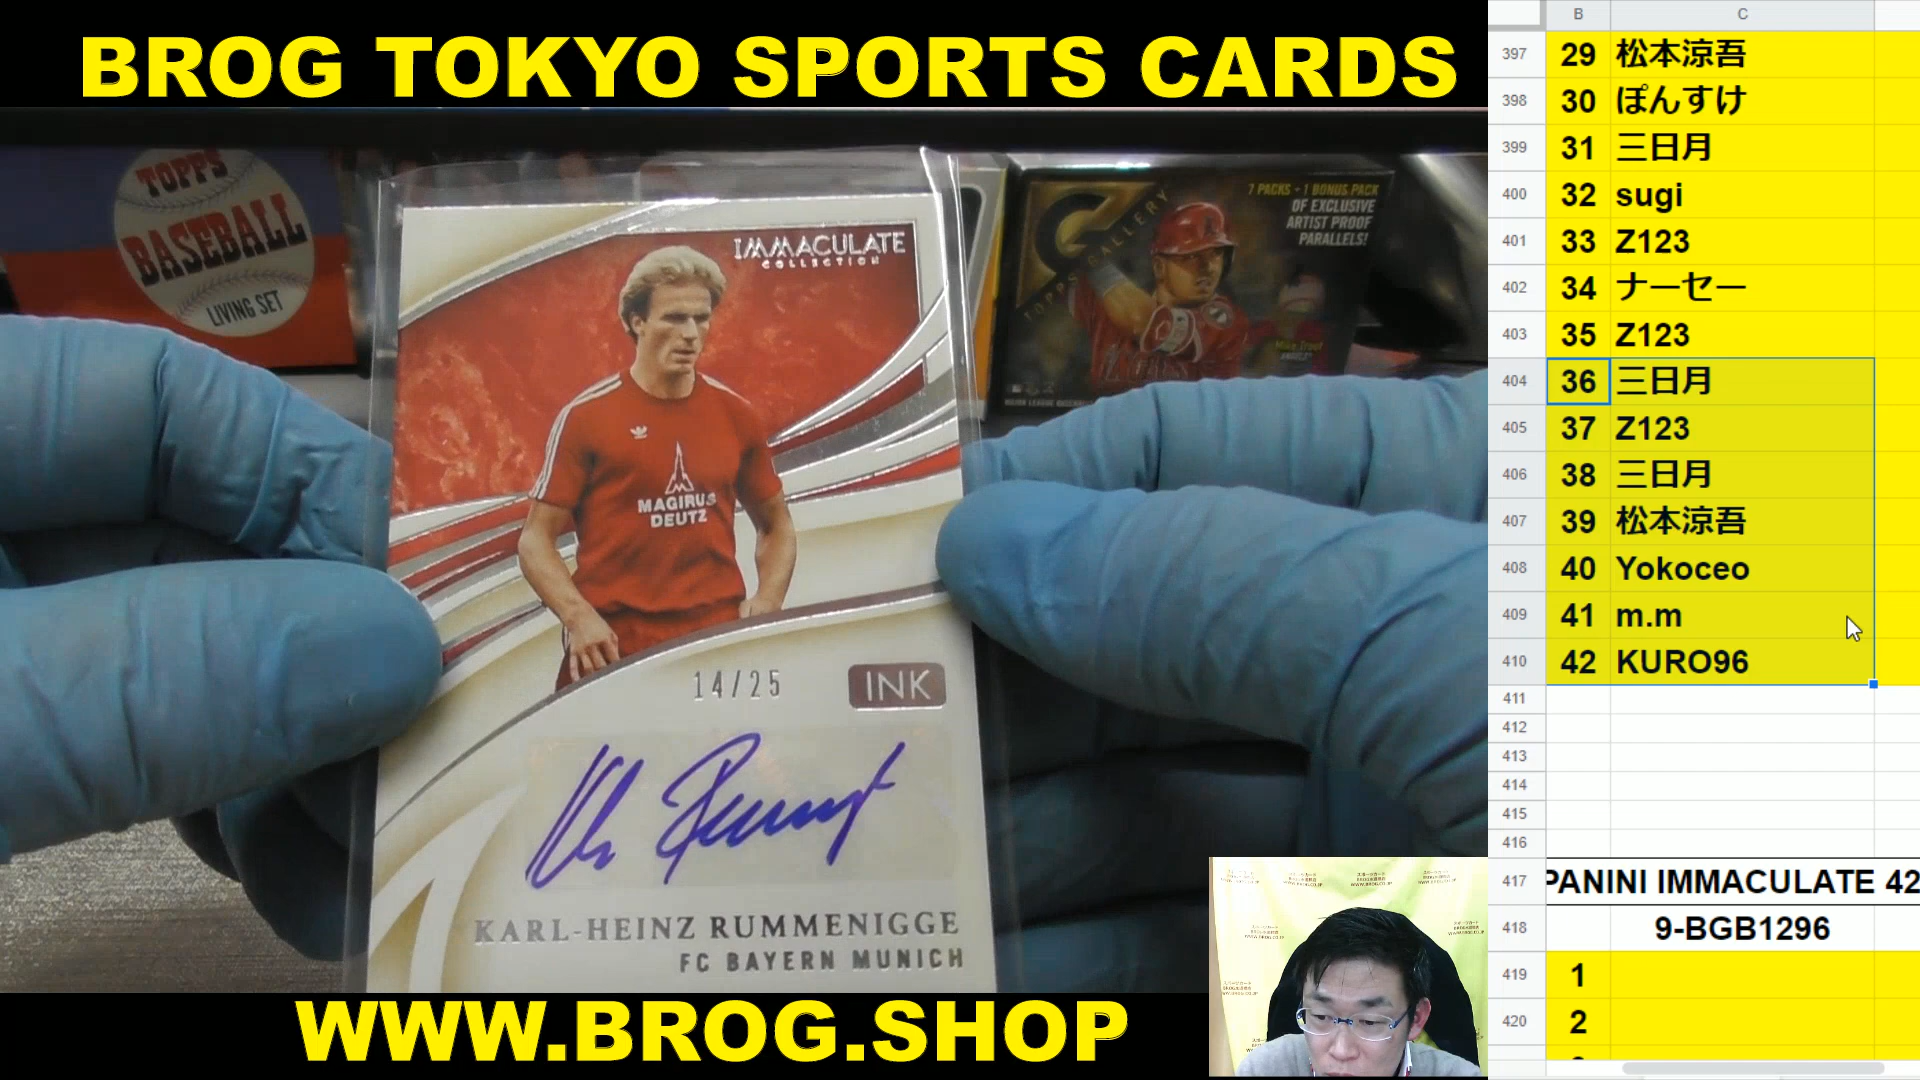 BROG TOKYO SPORTS CARDS
TOPPS
BASEBALL
LIVING SET
7 PACKS + 1 BONUS PACK
OF EXCLUSIVE
ARTIST PROOF
PARALLELS!
TOPPS GALLERY
Mike Trout
IMMACULATE
COLLECTION
MAGIRUS
DEUTZ
14/25
INK
KARL-HEINZ RUMMENIGGE
FC BAYERN MUNICH
WWW.BROG.SHOP
B C
397 29 松本涼吾
398 30 ぽんすけ
399 31 三日月
400 32 sugi
401 33 Z123
402 34 ナーセー
403 35 Z123
404 36 三日月
405 37 Z123
406 38 三日月
407 39 松本涼吾
408 40 Yokoceo
409 41 m.m
410 42 KURO96
411
412
413
414
415
416
417 PANINI IMMACULATE 42
418 9-BGB1296
419 1
420 2